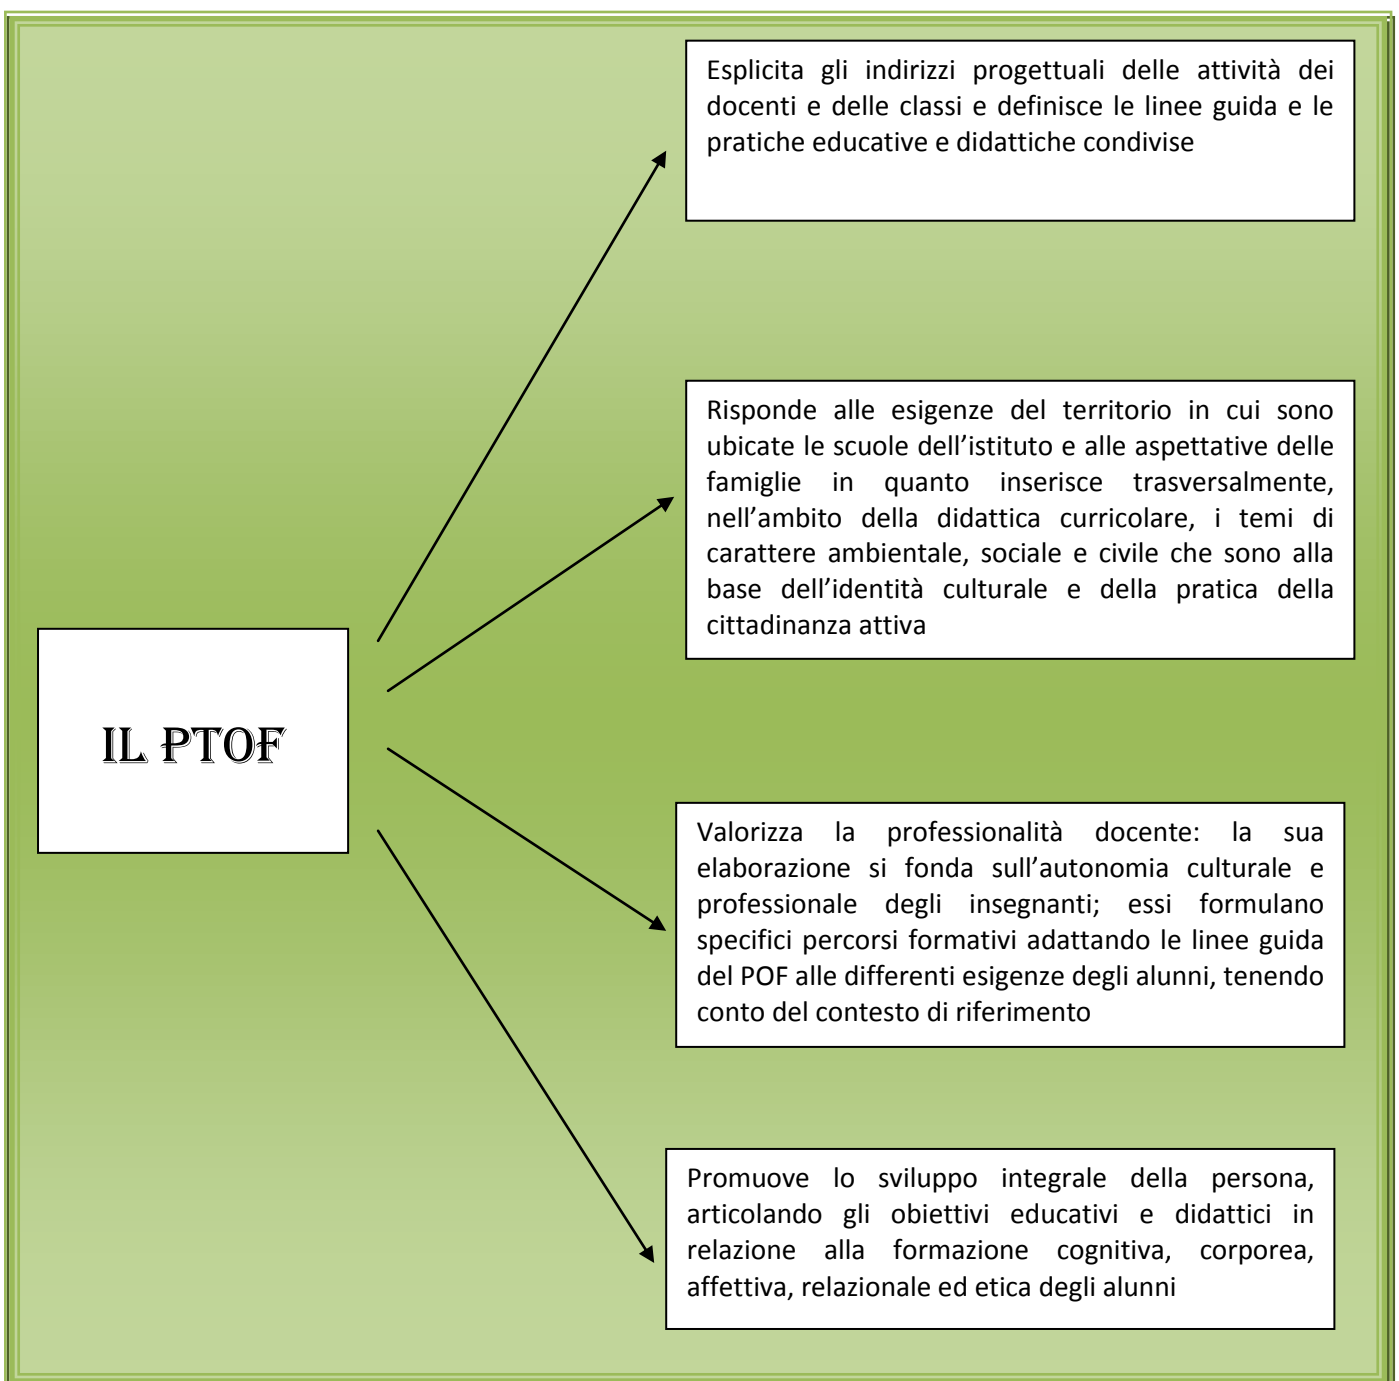 Esplicita gli indirizzi progettuali delle attività dei
docenti e delle classi e definisce le linee guida e le
pratiche educative e didattiche condivise
Risponde alle esigenze del territorio in cui sono
ubicate le scuole dell’istituto e alle aspettative delle
famiglie in quanto inserisce trasversalmente,
nell’ambito della didattica curricolare, i temi di
carattere ambientale, sociale e civile che sono alla
base dell’identità culturale e della pratica della
cittadinanza attiva
IL PTOF
Valorizza la professionalità docente: la sua
elaborazione si fonda sull’autonomia culturale e
professionale degli insegnanti; essi formulano
specifici percorsi formativi adattando le linee guida
del POF alle differenti esigenze degli alunni, tenendo
conto del contesto di riferimento
Promuove lo sviluppo integrale della persona,
articolando gli obiettivi educativi e didattici in
relazione alla formazione cognitiva, corporea,
affettiva, relazionale ed etica degli alunni